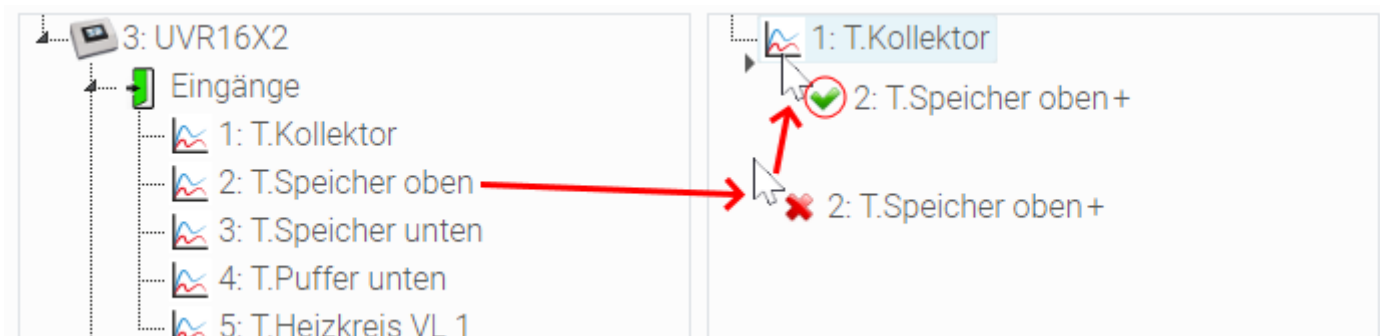 3: UVR16X2
Eingänge
1: T.Kollektor
2: T.Speicher oben
3: T.Speicher unten
4: T.Puffer unten
5: T.Heizkreis VL 1
1: T.Kollektor
2: T.Speicher oben+
2: T.Speicher oben+